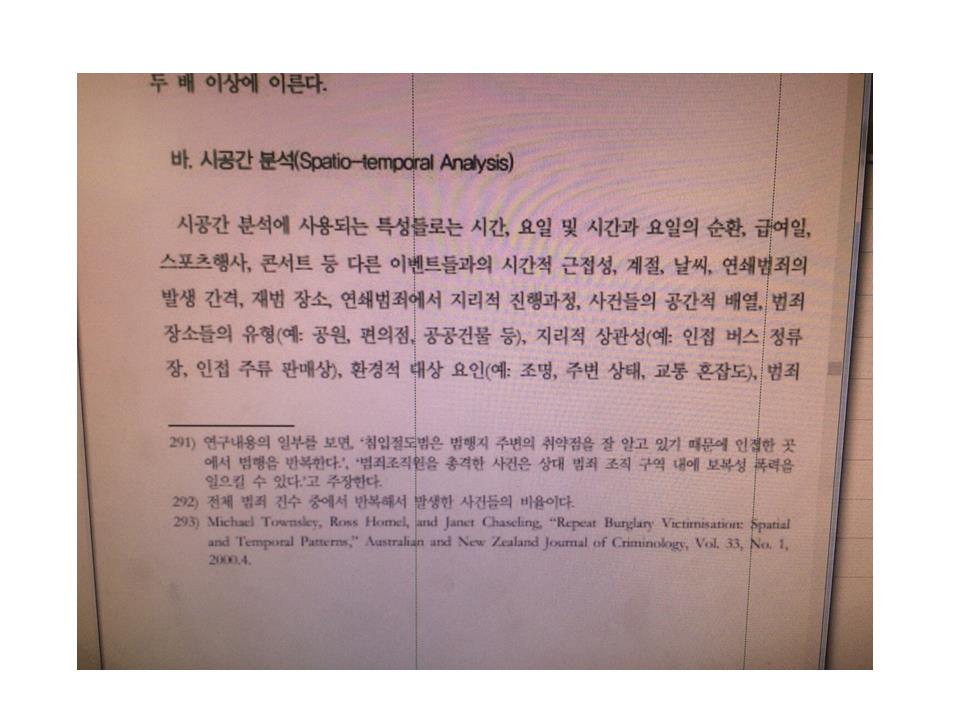 두 배 이상에 이른다.
바. 시공간 분석(Spatio-temporal Analysis)
시공간 분석에 사용되는 특성들로는 시간, 요일 및 시간과 요일의 순환, 급여일,
스포츠행사, 콘서트 등 다른 이벤트들과의 시간적 근접성, 계절, 날씨, 연쇄범죄의
발생 간격, 재범 장소, 연쇄범죄에서 지리적 진행과정, 사건들의 공간적 배열, 범죄
장소들의 유형(예: 공원, 편의점, 공공건물 등), 지리적 상관성(예: 인접 버스 정류
장, 인접 주류 판매상), 환경적 대상 요인(예: 조명, 주변 상태, 교통 혼잡도), 범죄
291) 연구내용의 일부를 보면, ‘침입절도범은 범행지 주변의 취약점을 잘 알고 있기 때문에 인접한 곳
에서 범행을 반복한다.’, ‘범죄조직원을 총격한 사건은 상대 범죄 조직 구역 내에 보복성 폭력을
일으킬 수 있다.’고 주장한다.
292) 전체 범죄 건수 중에서 반복해서 발생한 사건들의 비율이다.
293) Michael Townsley, Ross Homel, and Janet Chaseling, “Repeat Burglary Victimisation: Spatial
and Temporal Patterns,” Australian and New Zealand Journal of Criminology, Vol. 33, No. 1,
2000.4.